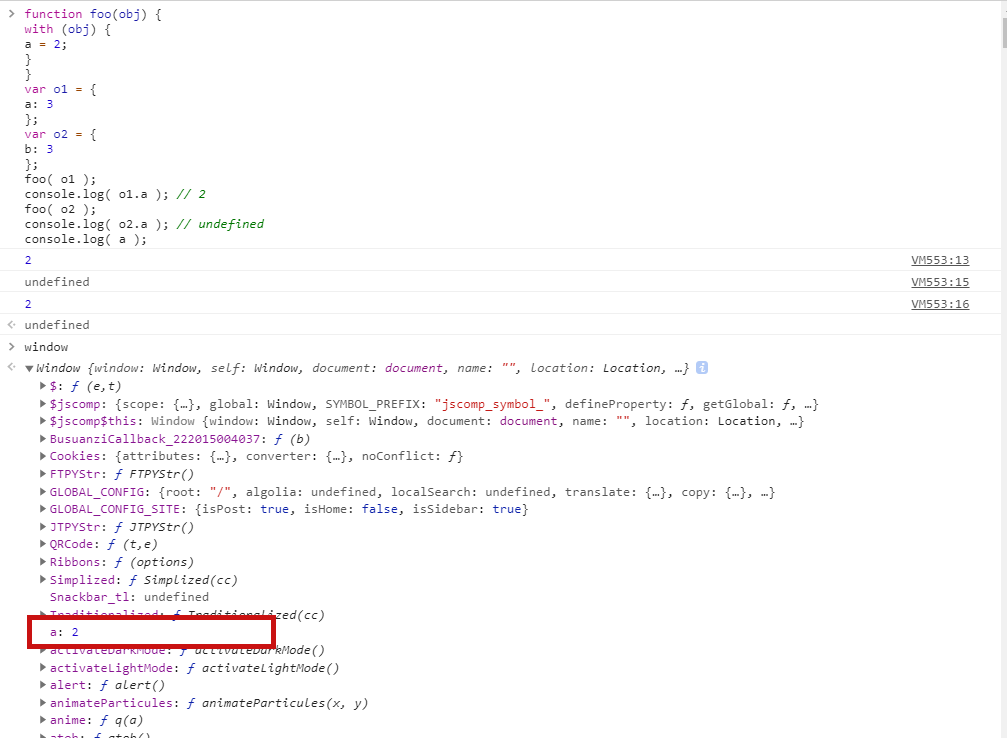 function foo(obj) {
with (obj) {
a = 2;
}
}
var o1 = {
a: 3
};
var o2 = {
b: 3
};
foo( o1 );
console.log( o1.a ); // 2
foo( o2 );
console.log( o2.a ); // undefined
console.log( a );
2 VM553:13
undefined VM553:15
2 VM553:16
undefined
window
Window {window: Window, self: Window, document: document, name: "", location: Location, …}
$: ƒ (e,t)
$jscomp: {scope: {…}, global: Window, SYMBOL_PREFIX: "jscomp_symbol_", defineProperty: ƒ, getGlobal: ƒ, …}
$jscomp$this: Window {window: Window, self: Window, document: document, name: "", location: Location, …}
BusuanziCallback_222015004037: ƒ (b)
Cookies: {attributes: {…}, converter: {…}, noConflict: ƒ}
FTPYStr: ƒ FTPYStr()
GLOBAL_CONFIG: {root: "/", algolia: undefined, localSearch: undefined, translate: {…}, copy: {…}, …}
GLOBAL_CONFIG_SITE: {isPost: true, isHome: false, isSidebar: true}
JTPYStr: ƒ JTPYStr()
QRCode: ƒ (t,e)
Ribbons: ƒ (options)
Simplized: ƒ Simplized(cc)
Snackbar_tl: undefined
Traditionalized: ƒ Traditionalized(cc)
a: 2
activateDarkMode: ƒ activateDarkMode()
activateLightMode: ƒ activateLightMode()
alert: ƒ alert()
animateParticules: ƒ animateParticules(x, y)
anime: ƒ q(a)
atob: ƒ atob()